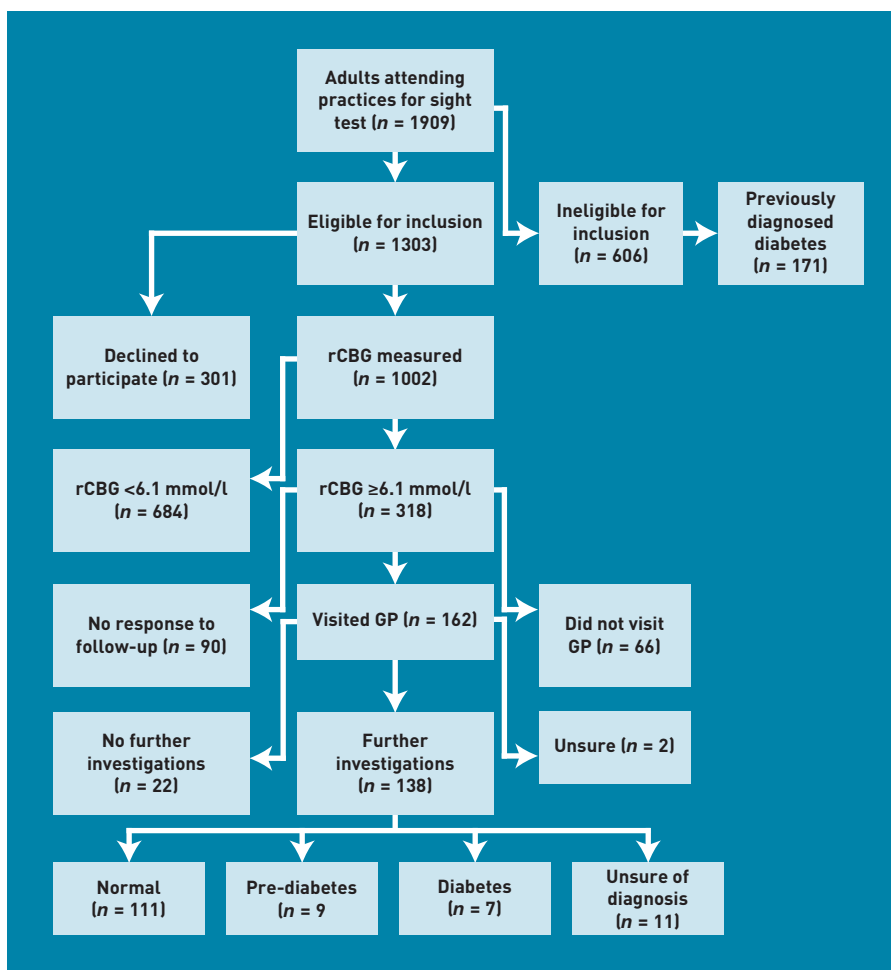 Adults attending
practices for sight
test (n = 1909)
Eligible for inclusion
(n = 1303)
Ineligible for
inclusion
(n = 606)
Previously
diagnosed
diabetes
(n = 171)
Declined to
participate (n = 301)
rCBG measured
(n = 1002)
rCBG <6.1 mmol/l
(n = 684)
rCBG ≥6.1 mmol/l
(n = 318)
No response to
follow-up (n = 90)
Visited GP (n = 162)
Did not visit
GP (n = 66)
No further
investigations
(n = 22)
Further
investigations
(n = 138)
Unsure (n = 2)
Normal
(n = 111)
Pre-diabetes
(n = 9
Diabetes
(n = 7)
Unsure of
diagnosis
(n = 11)